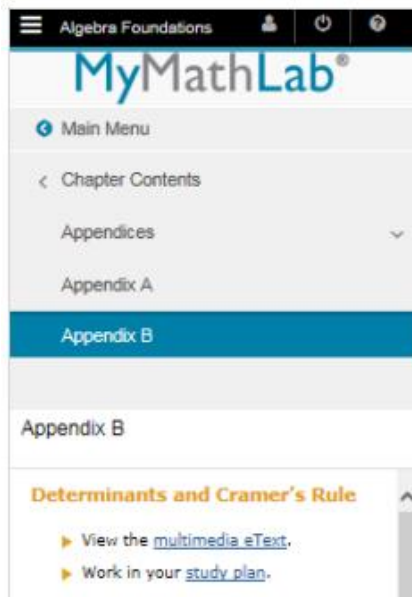 Algebra Foundations
MyMathLab®
Main Menu
Chapter Contents
Appendices
Appendix A
Appendix B
Appendix B
Determinants and Cramer's Rule
View the multimedia eText.
Work in your study plan.